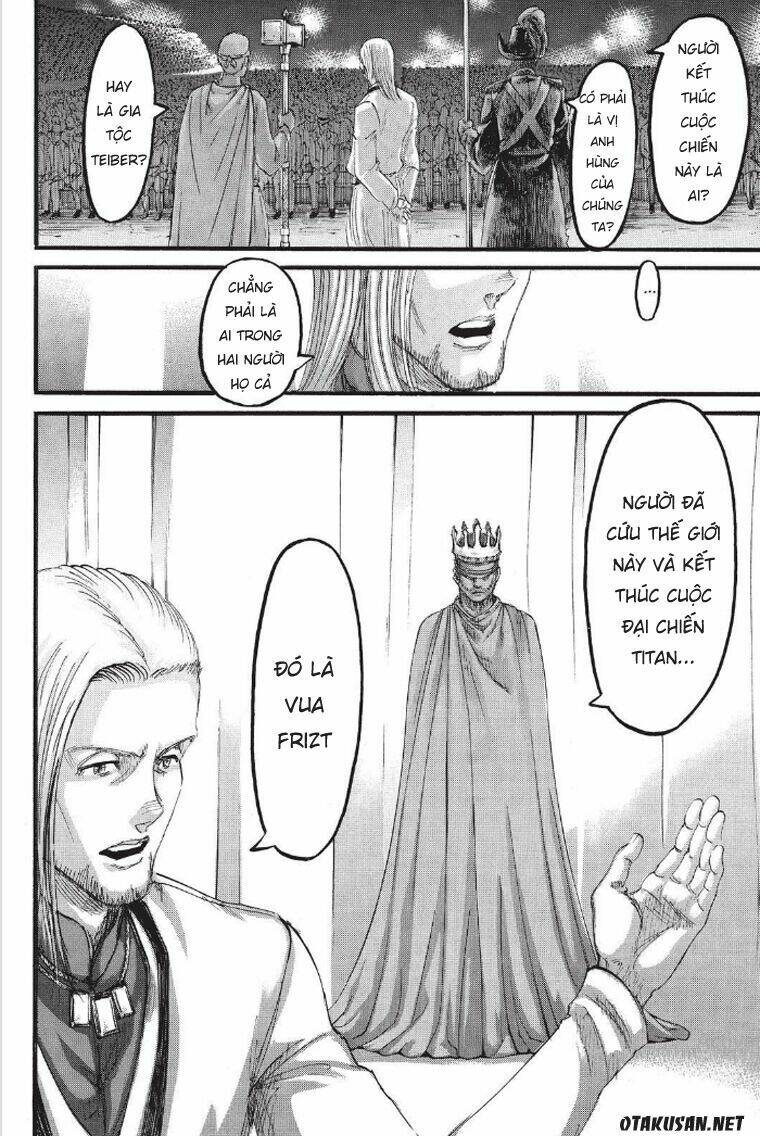 NGƯỜI
KẾT
THÚC
CUỘC
CHIẾN
NÀY LÀ
AI?
CÓ PHẢI
LÀ VỊ
ANH
HÙNG
CỦA
CHÚNG
TA?
HAY
LÀ GIA
TỘC
TEIBER?
...
CHẲNG
PHẢI LÀ
AI TRONG
HAI NGƯỜI
HỌ CẢ
NGƯỜI ĐÃ
CỨU THẾ GIỚI
NÀY VÀ KẾT
THÚC CUỘC
ĐẠI CHIẾN
TITAN...
ĐÓ LÀ
VUA
FRIZT
OTAKUSAN.NET